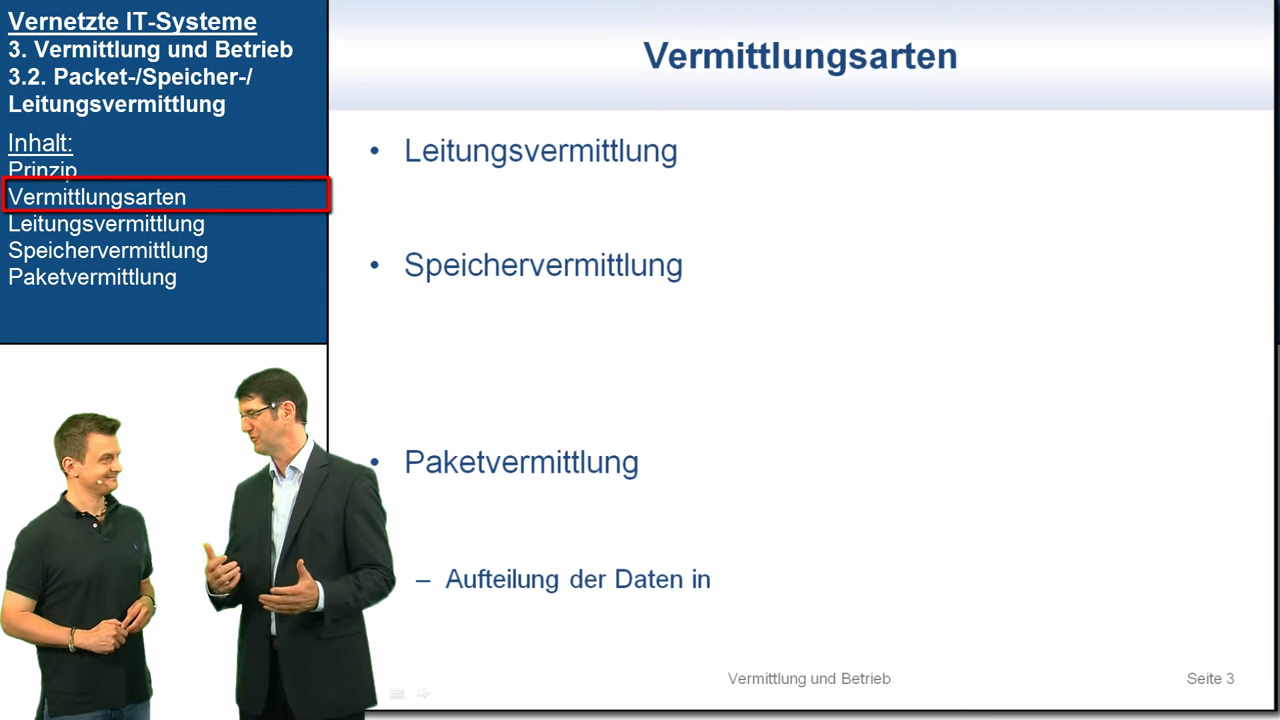 Vernetzte IT-Systeme
3. Vermittlung und Betrieb
3.2. Packet-/Speicher-/
Leitungsvermittlung
Inhalt:
Prinzip
Vermittlungsarten
Leitungsvermittlung
Speichervermittlung
Paketvermittlung
Vermittlungsarten
• Leitungsvermittlung
• Speichervermittlung
• Paketvermittlung
– Aufteilung der Daten in
Vermittlung und Betrieb
Seite 3